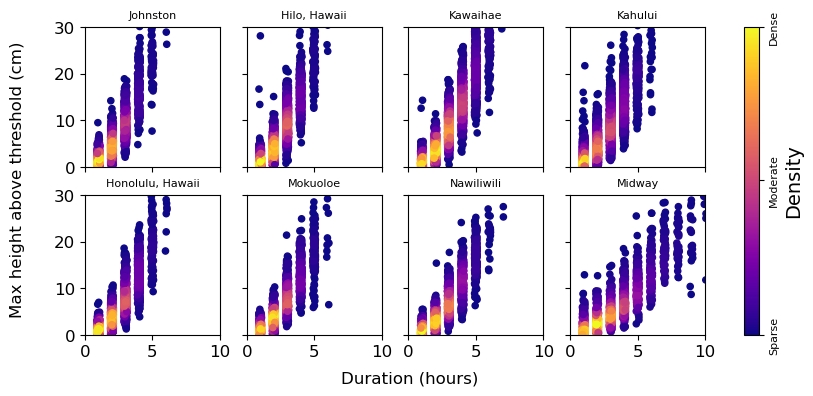 Johnston
Hilo, Hawaii
Kawaihae
Kahului
30
20
10
0
Honolulu, Hawaii
Mokuoloe
Nawiliwili
Midway
30
20
10
0
0 5 10
0 5 10
0 5 10
0 5 10
Max height above threshold (cm)
Duration (hours)
Dense
Moderate
Sparse
Density